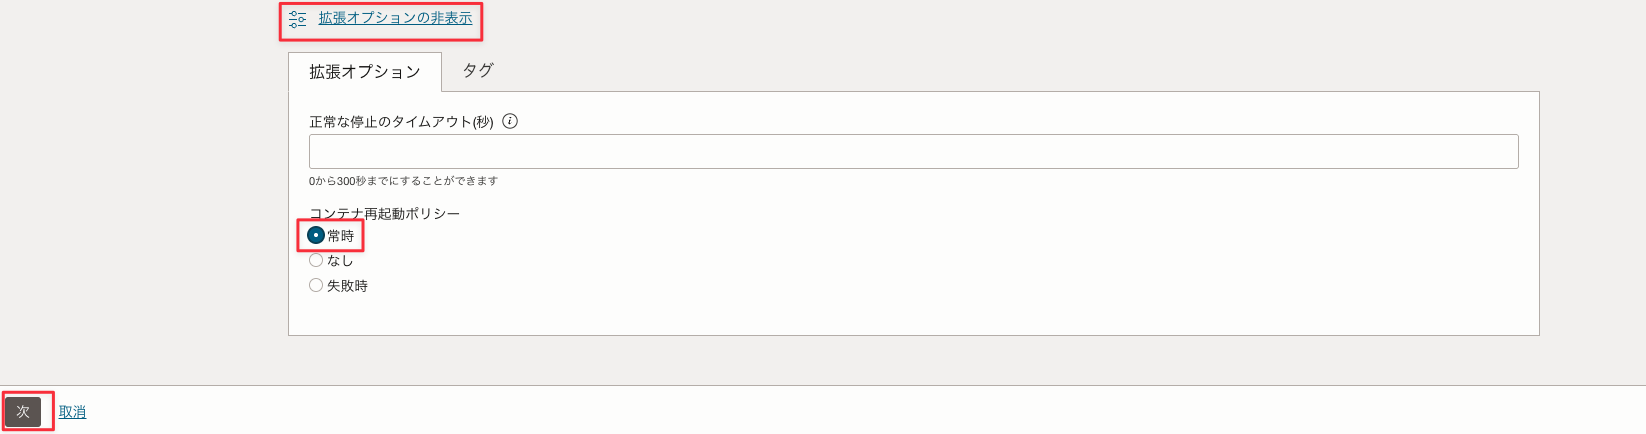 拡張オプションの非表示
拡張オプション タグ
正常な停止のタイムアウト(秒)
0から300秒までにすることができます
コンテナ再起動ポリシー
常時
なし
失敗時
次 取消